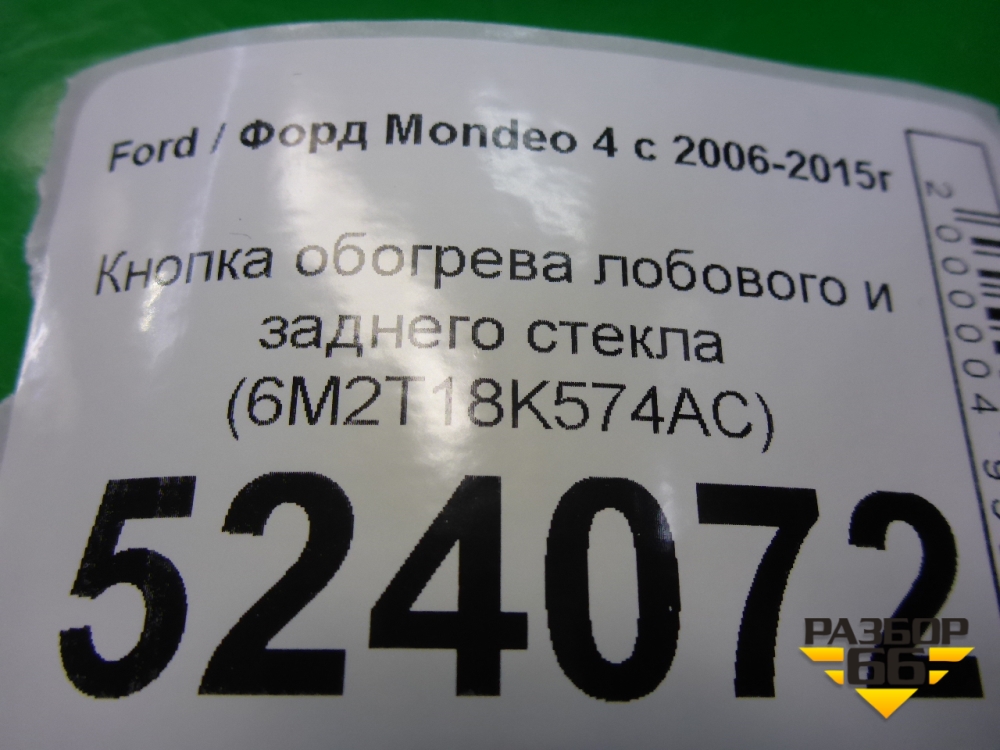 Ford / Форд Mondeo 4 с 2006-2015г
Кнопка обогрева лобового и
заднего стекла
(6M2T18K574AC)
524072
РАЗБОР
66